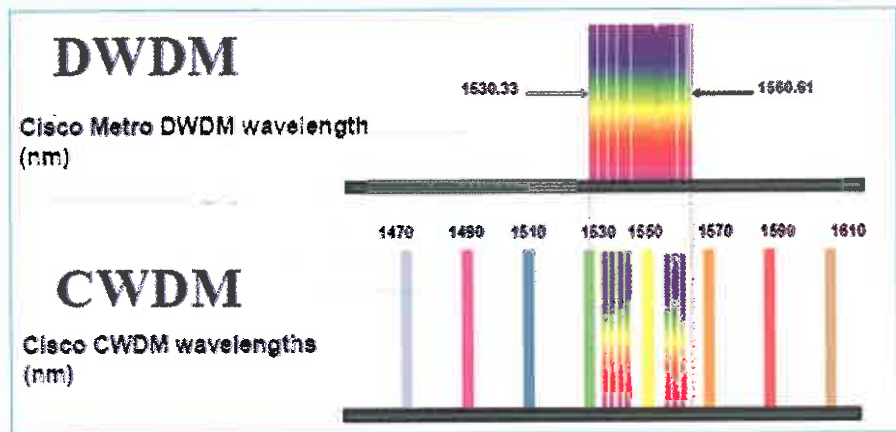 DWDM
1530.33
1560.61
Cisco Metro DWDM wavelength
(nm)
1470 1490 1510 1530 1550 1570 1590 1610
CWDM
Cisco CWDM wavelengths
(nm)